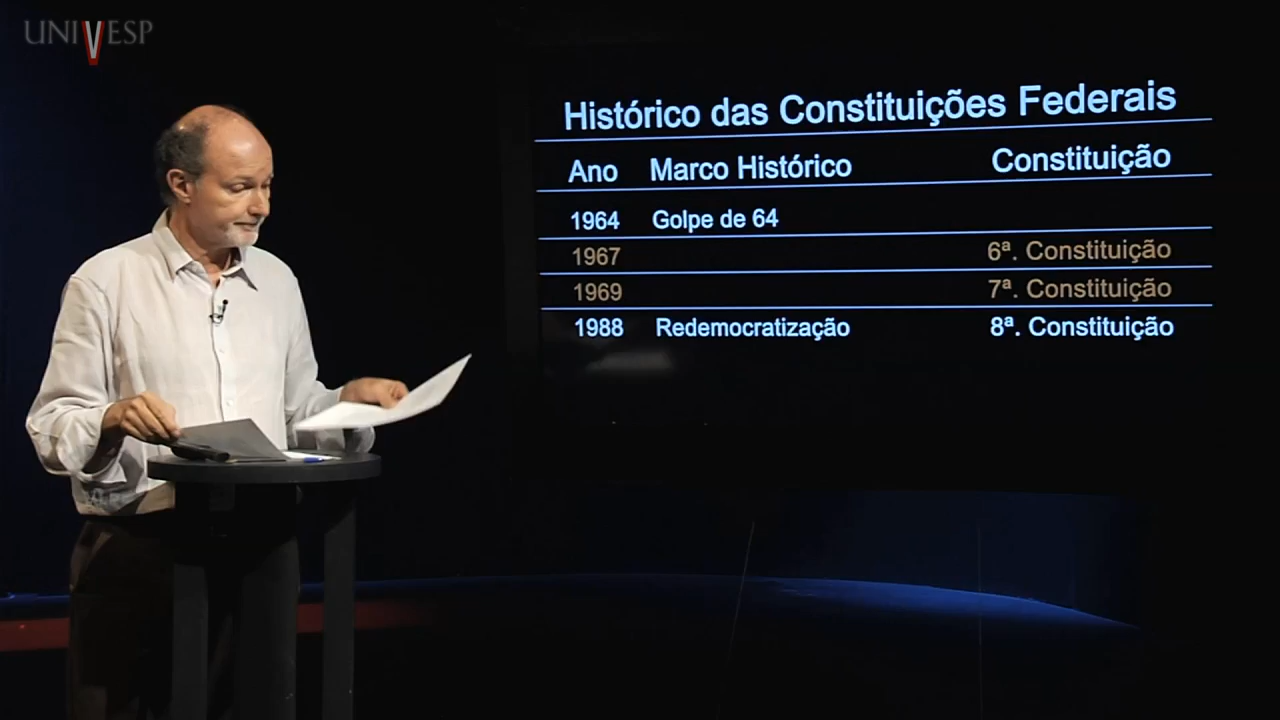 UNIVESP
Histórico das Constituições Federais
Ano Marco Histórico Constituição
1964 Golpe de 64
1967 6ª. Constituição
1969 7ª. Constituição
1988 Redemocratização 8ª. Constituição